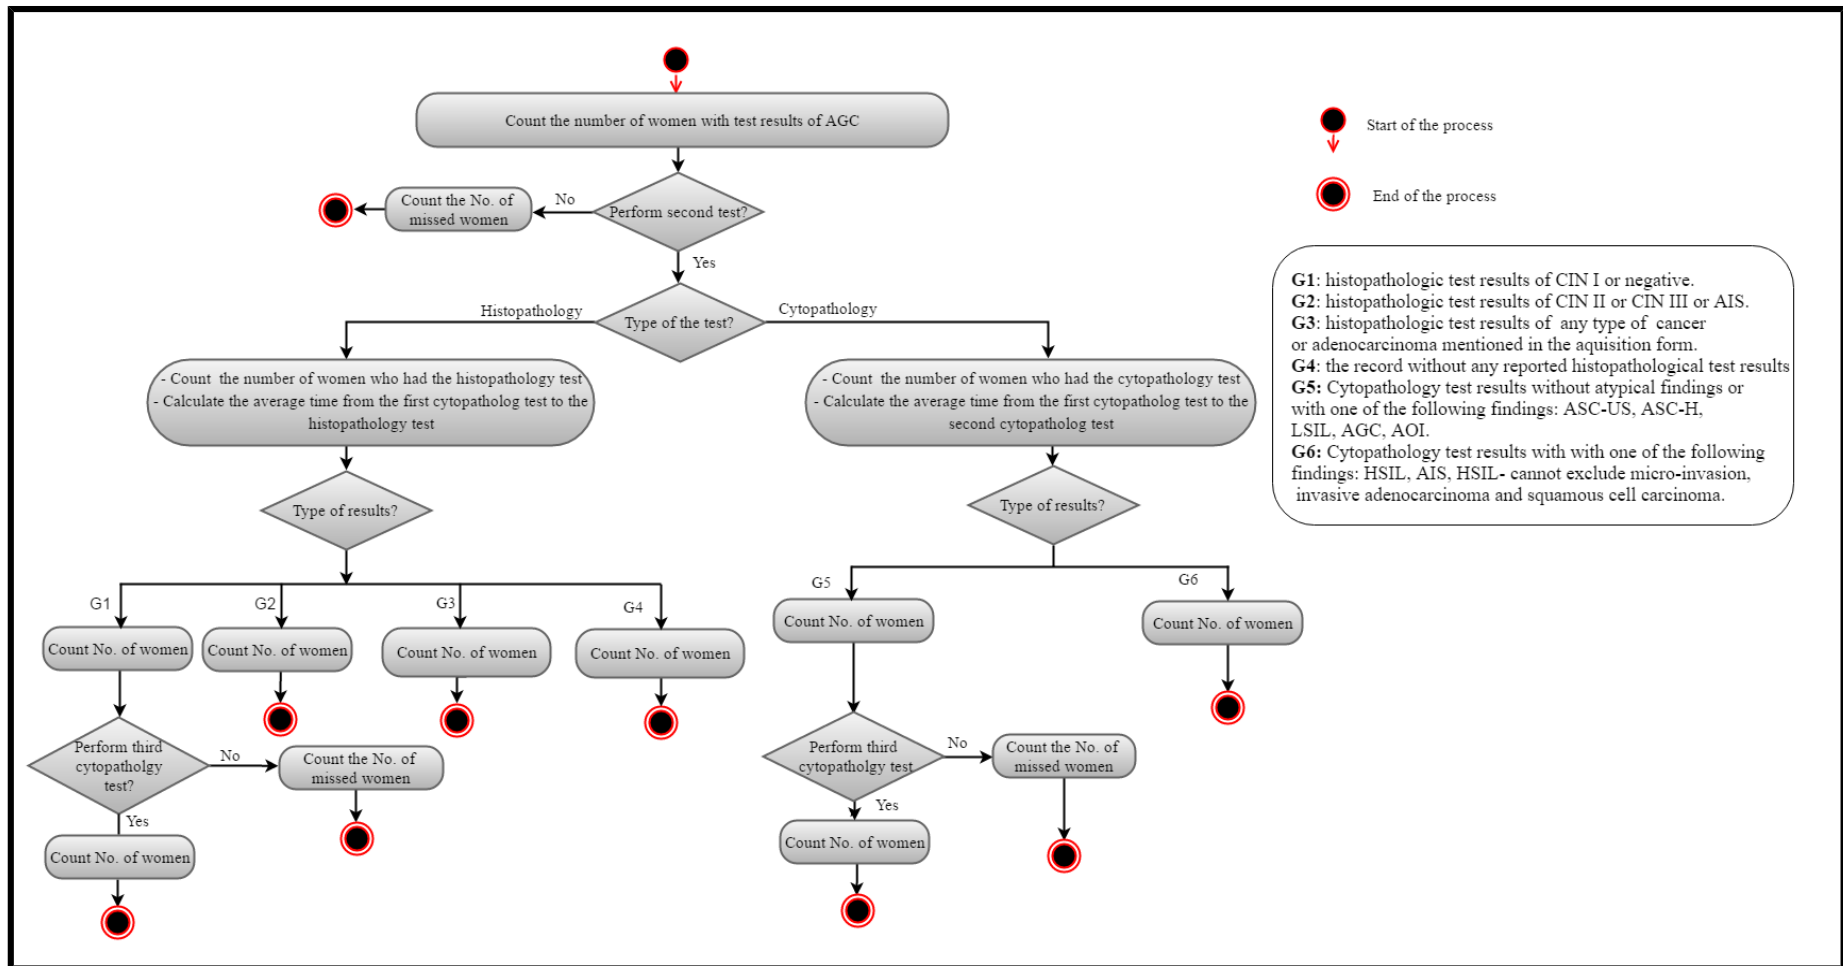 Count the number of women with test results of AGC
Start of the process
End of the process
Count the No. of
missed women
No
Perform second test?
Yes
Histopathology
Type of the test?
Cytopathology
- Count  the number of women who had the histopathology test
- Calculate the average time from the first cytopatholog test to the
histopathology test
- Count  the number of women who had the cytopathology test
- Calculate the average time from the first cytopatholog test to the
second cytopatholog test
G1: histopathologic test results of CIN I or negative.
G2: histopathologic test results of CIN II or CIN III or AIS.
G3: histopathologic test results of  any type of  cancer
or adenocarcinoma mentioned in the aquisition form.
G4: the record without any reported histopathological test results
G5: Cytopathology test results without atypical findings or
with one of the following findings: ASC-US, ASC-H,
LSIL, AGC, AOI.
G6: Cytopathology test results with with one of the following
findings: HSIL, AIS, HSIL- cannot exclude micro-invasion,
invasive adenocarcinoma and squamous cell carcinoma.
Type of results?
Type of results?
G1
G2
G3
G4
G5
G6
Count No. of women
Count No. of women
Count No. of women
Count No. of women
Count No. of women
Count No. of women
Perform third
cytopatholgy
test?
No
Count the No. of
missed women
Yes
Count No. of women
Perform third
cytopatholgy test
No
Count the No. of
missed women
Yes
Count No. of women